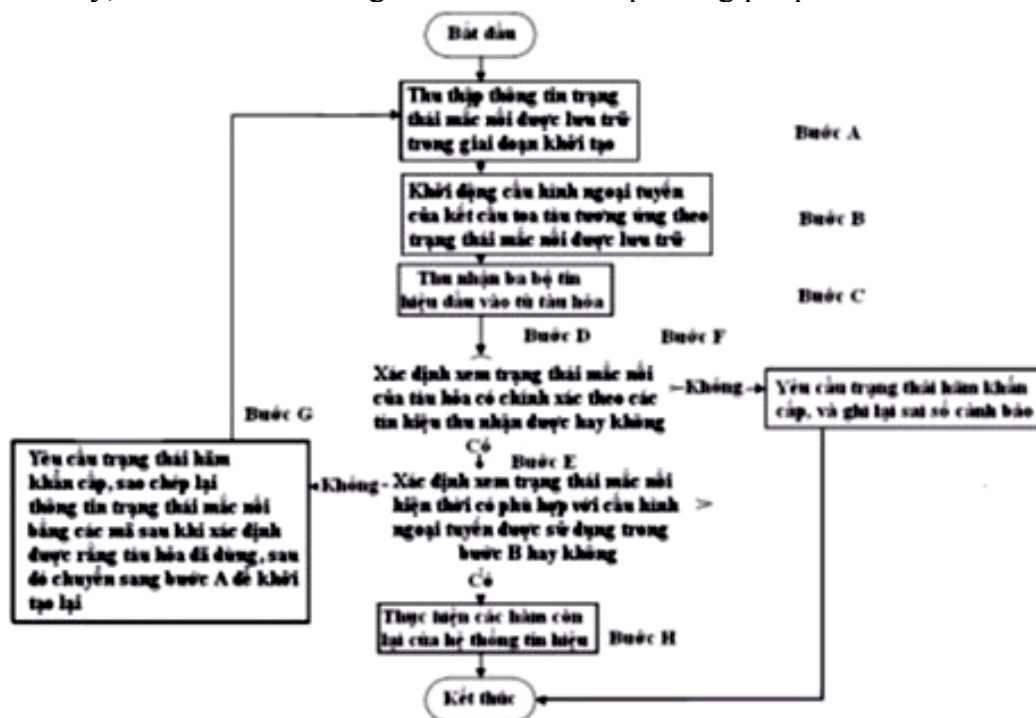 Bắt đầu
Thu thập thông tin trạng
thái mắc nối được lưu trữ
trong giai đoạn khởi tạo
Bước A
Khởi động cấu hình ngoại tuyến
của kết cấu toa tàu tương ứng theo
trạng thái mắc nối được lưu trữ
Bước B
Thu nhận ba bộ tín
hiệu đầu vào từ tàu hỏa
Bước C
Bước D
Bước F
Xác định xem trạng thái mắc nối
của tàu hỏa có chính xác theo các
tín hiệu thu nhận được hay không
Không
Yêu cầu trạng thái hãm khẩn
cấp, và ghi lại sai số cảnh báo
Bước G
Có
Bước E
Yêu cầu trạng thái hãm
khẩn cấp, sao chép lại
thông tin trạng thái mắc nối
bằng các mã sau khi xác định
được rằng tàu hỏa đã dừng, sau
đó chuyển sang bước A để khởi
tạo lại
Không
Xác định xem trạng thái mắc nối
hiện thời có phù hợp với cấu hình
ngoại tuyến được sử dụng trong
bước B hay không
Có
Thực hiện các hàm còn
lại của hệ thống tín hiệu
Bước H
Kết thúc